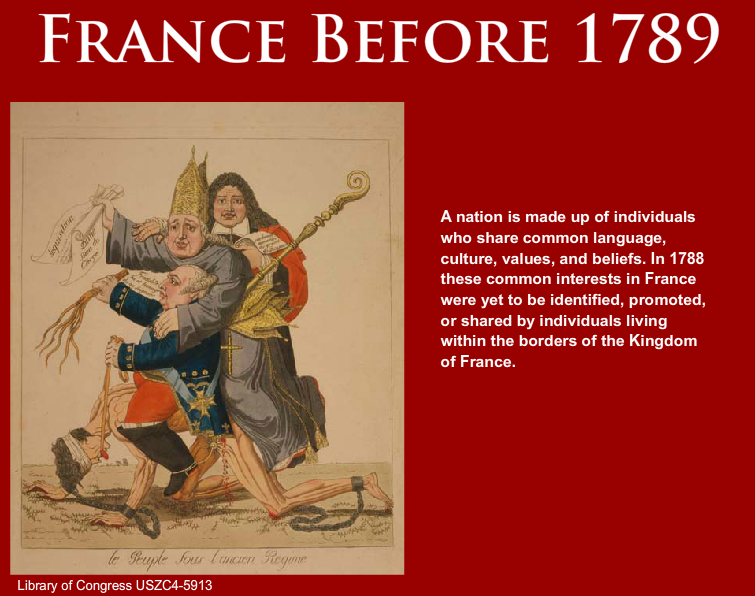 FRANCE BEFORE 1789
A nation is made up of individuals
who share common language,
culture, values, and beliefs. In 1788
these common interests in France
were yet to be identified, promoted,
or shared by individuals living
within the borders of the Kingdom
of France.
le Peuple sous l'ancien Regime
Library of Congress USZC4-5913